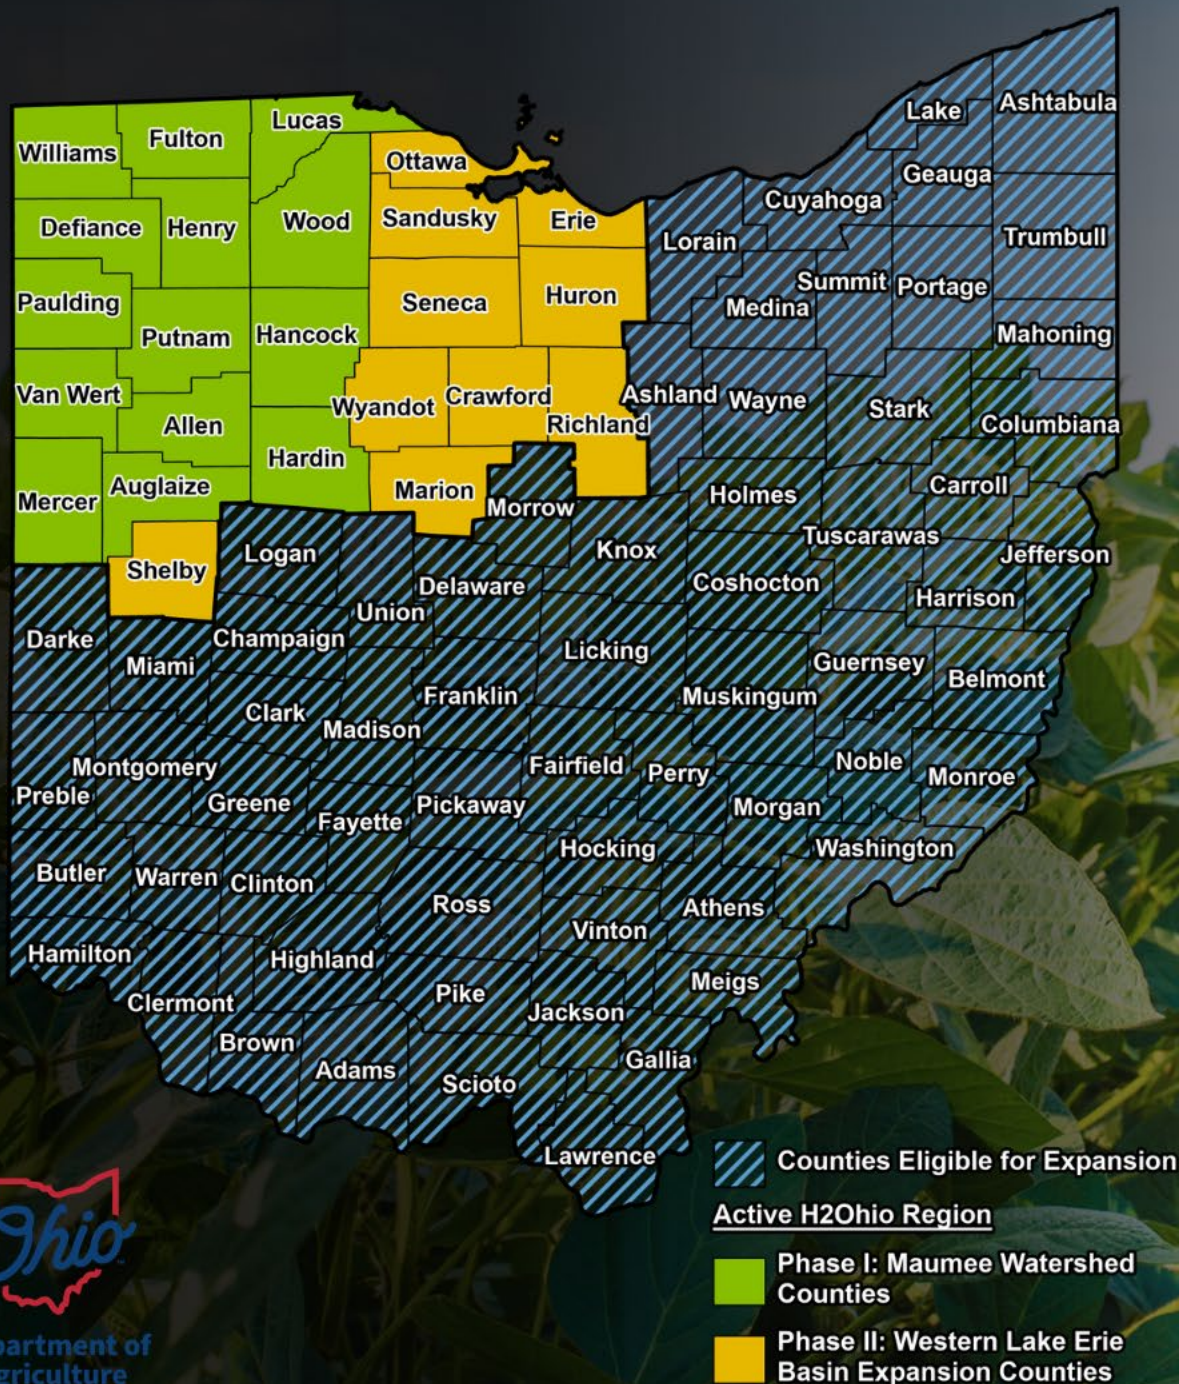 Lake
Ashtabula
Lucas
Fulton
Williams
Ottawa
Geauga
Cuyahoga
Sandusky
Erie
Wood
Defiance
Henry
Lorain
Trumbull
Summit
Portage
Medina
Huron
Seneca
Paulding
Putnam
Hancock
Mahoning
Van Wert
Wyandot
Crawford
Ashland
Wayne
Stark
Columbiana
Allen
Richland
Hardin
Auglaize
Mercer
Marion
Morrow
Holmes
Carroll
Tuscarawas
Jefferson
Logan
Knox
Shelby
Delaware
Coshocton
Harrison
Union
Darke
Champaign
Miami
Licking
Guernsey
Belmont
Franklin
Muskingum
Clark
Madison
Montgomery
Fairfield
Perry
Noble
Monroe
Preble
Greene
Fayette
Pickaway
Morgan
Hocking
Washington
Butler
Warren
Clinton
Ross
Athens
Vinton
Hamilton
Highland
Meigs
Clermont
Pike
Jackson
Brown
Adams
Scioto
Gallia
Lawrence
Counties Eligible for Expansion
Active H2Ohio Region
Phase I: Maumee Watershed
Counties
Phase II: Western Lake Erie
Basin Expansion Counties
Ohio
partment of
griculture